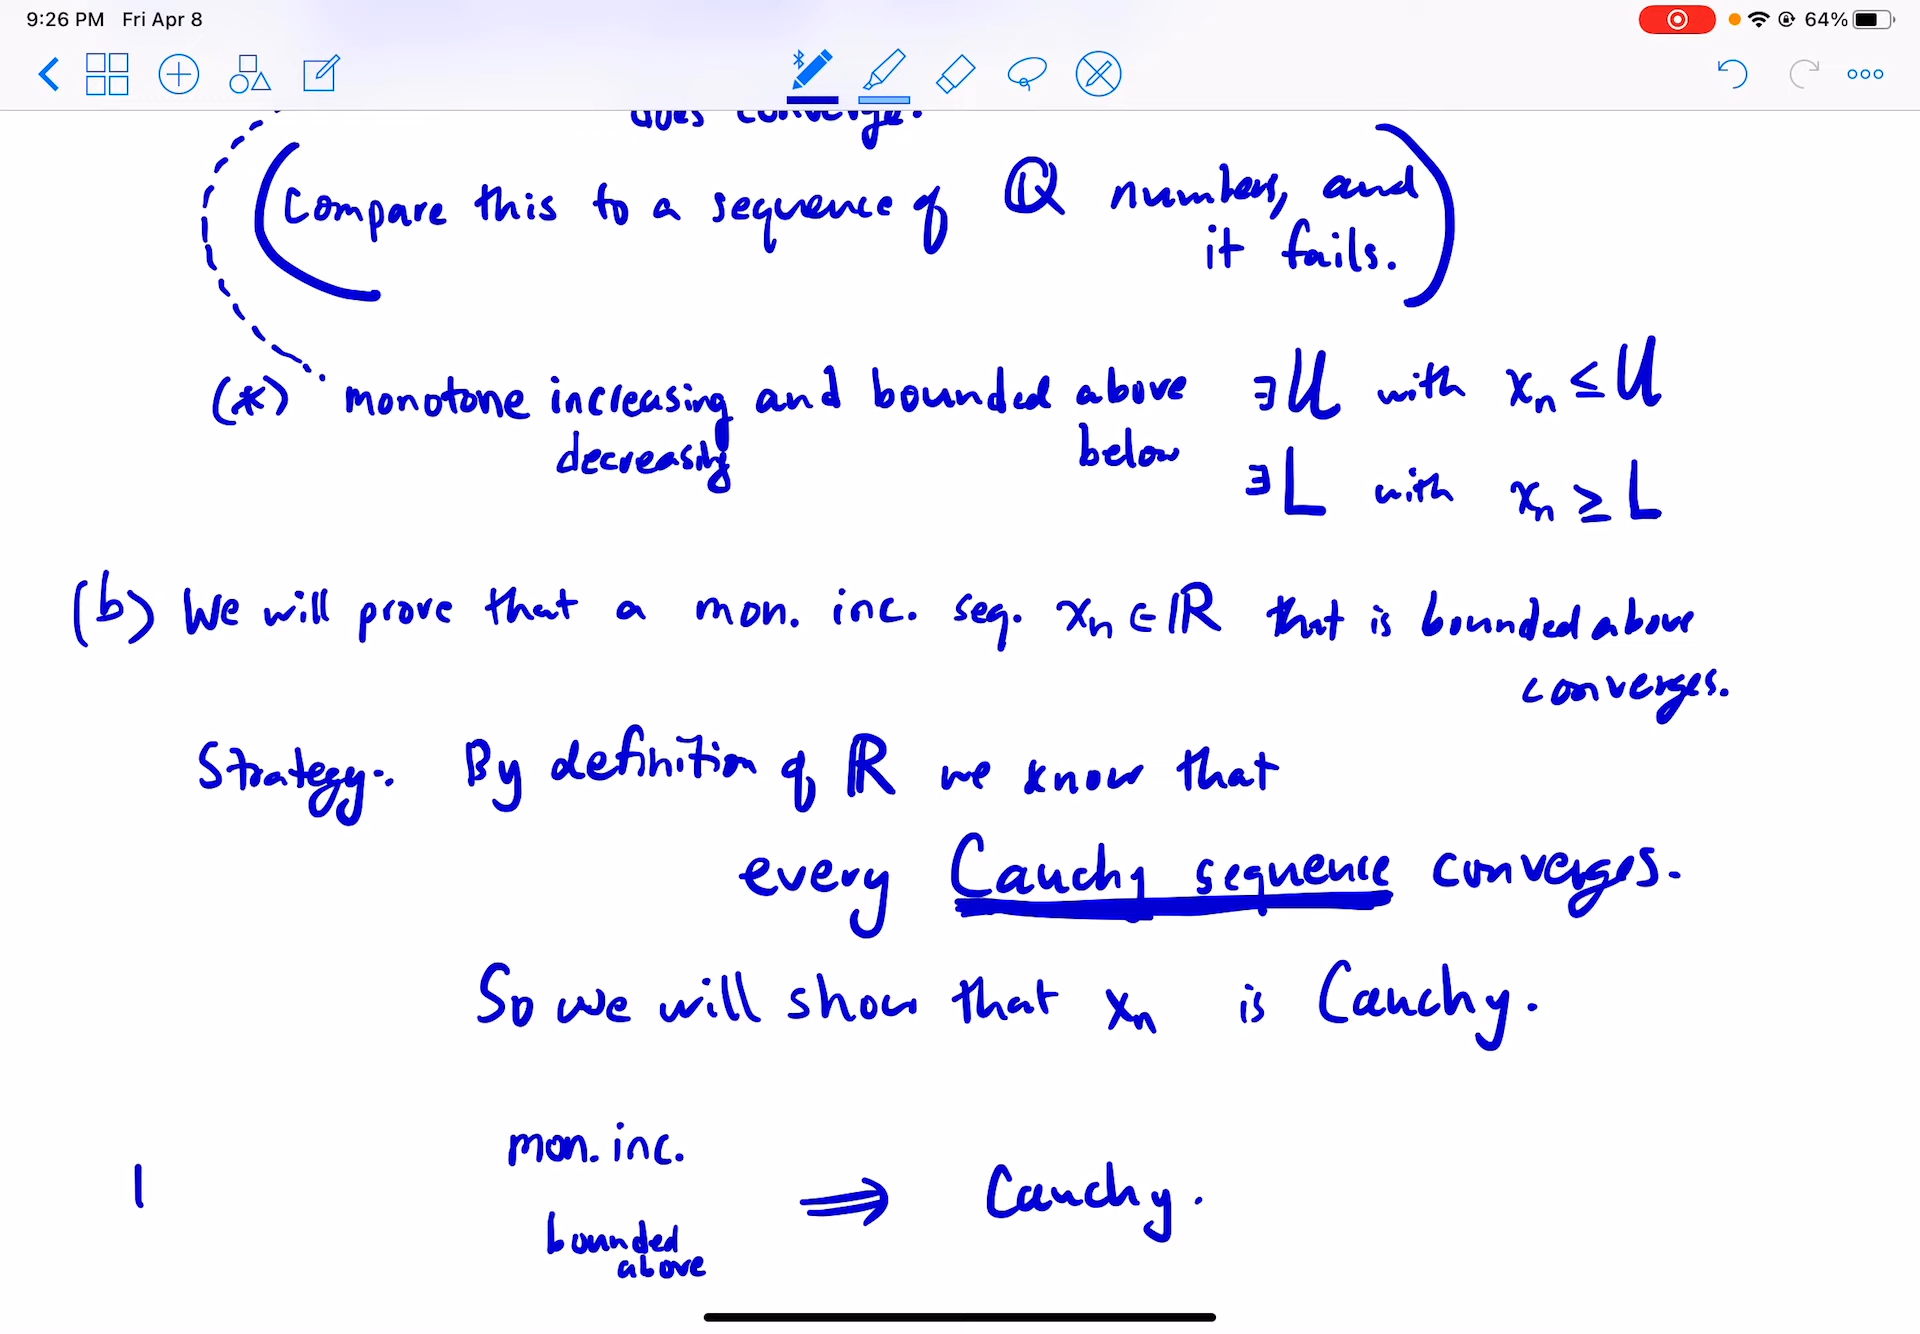 9:26 PM Fri Apr 8
64%
does converge.
(Compare this to a sequence of ℚ numbers, and
it fails.)
(*) monotone increasing and bounded above ∃ U with xₙ ≤ U
decreasing below
∃ L with xₙ ≥ L
(b) We will prove that a mon. inc. seq. xₙ ∈ ℝ that is bounded above
converges.
Strategy: By definition of ℝ we know that
every Cauchy sequence converges.
So we will show that xₙ is Cauchy.
mon. inc.
⟹ Cauchy.
bounded
above